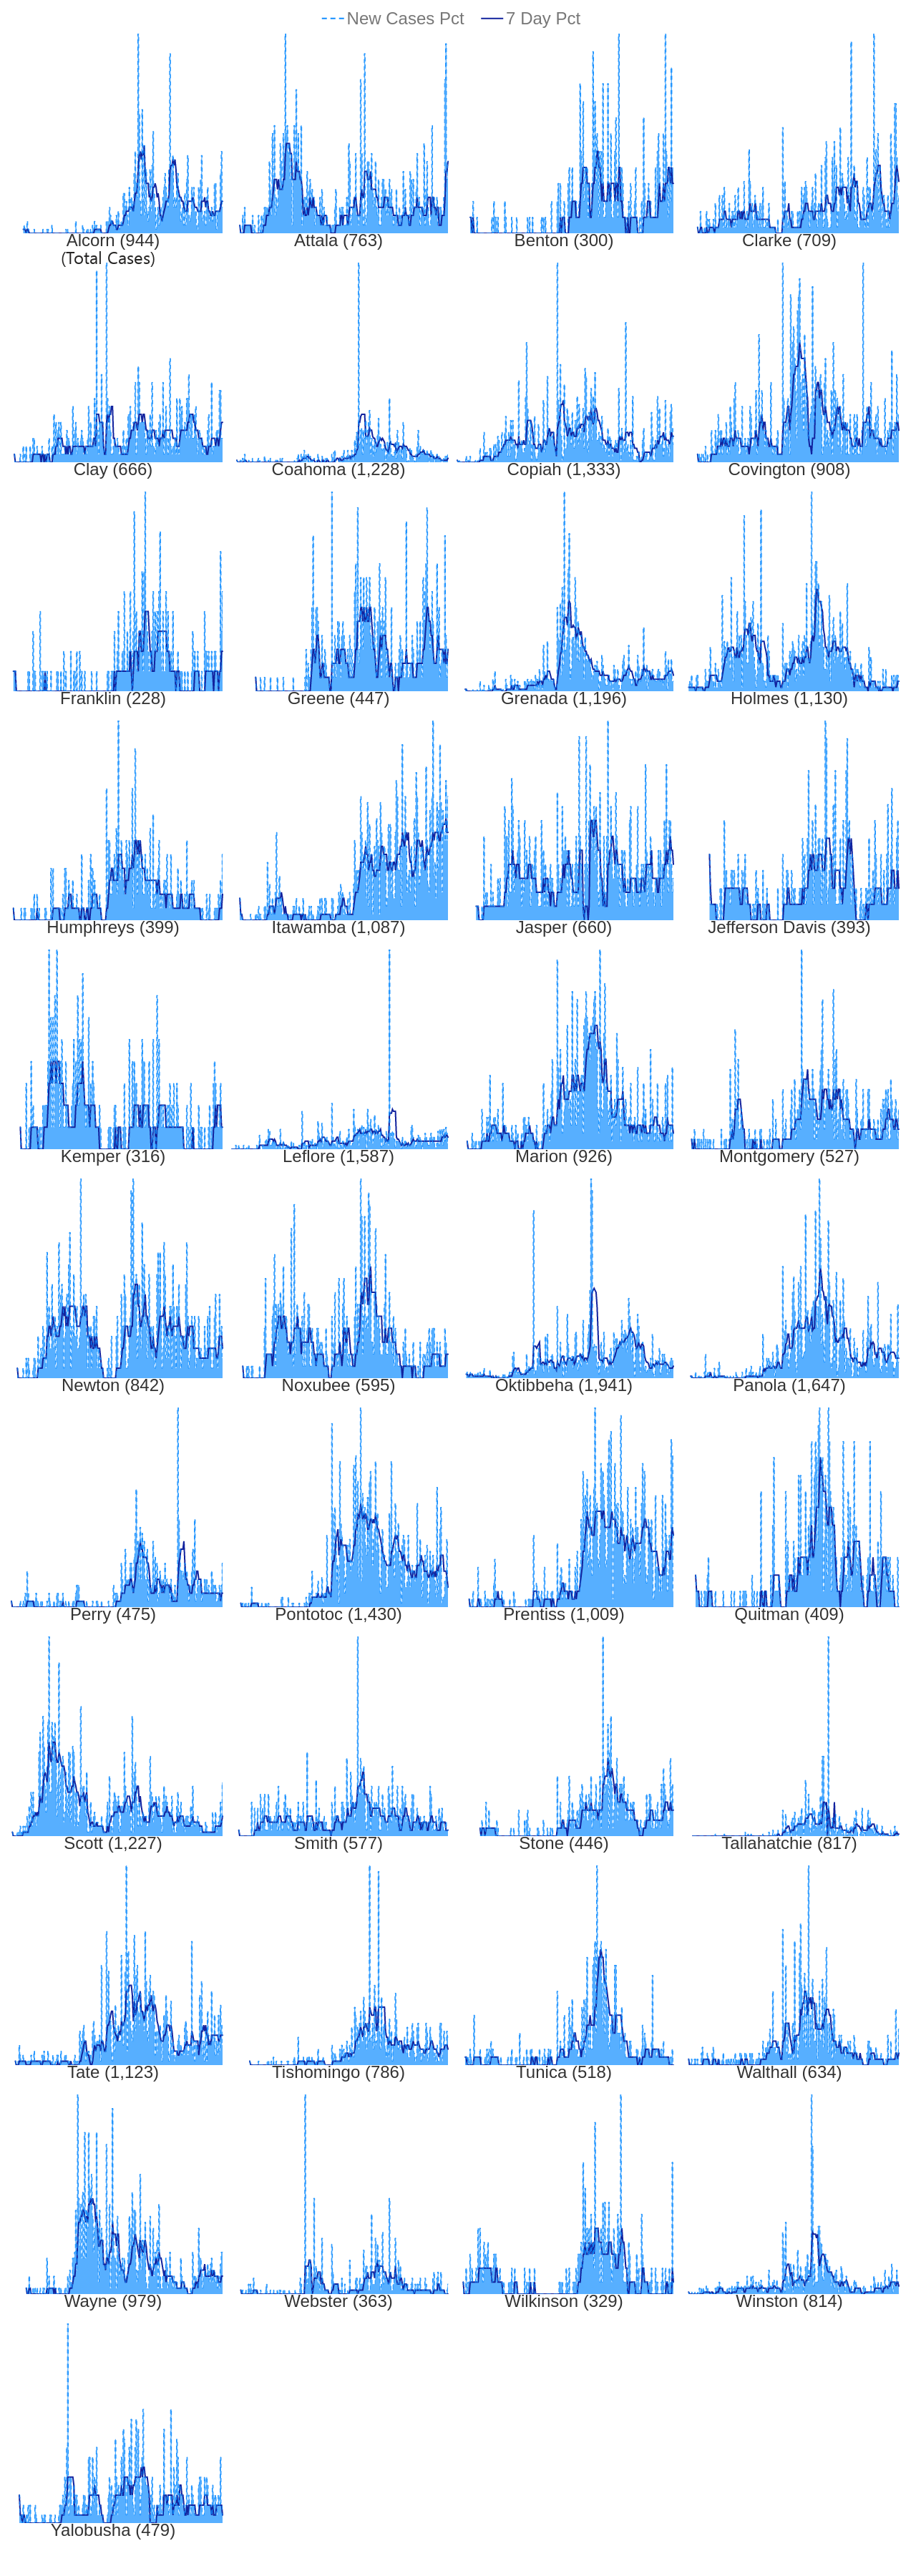 New Cases Pct 7 Day Pct
Alcorn (944) Attala (763) Benton (300) Clarke (709)
(Total Cases)
Clay (666) Coahoma (1,228) Copiah (1,333) Covington (908)
Franklin (228) Greene (447) Grenada (1,196) Holmes (1,130)
Humphreys (399) Itawamba (1,087) Jasper (660) Jefferson Davis (393)
Kemper (316) Leflore (1,587) Marion (926) Montgomery (527)
Newton (842) Noxubee (595) Oktibbeha (1,941) Panola (1,647)
Perry (475) Pontotoc (1,430) Prentiss (1,009) Quitman (409)
Scott (1,227) Smith (577) Stone (446) Tallahatchie (817)
Tate (1,123) Tishomingo (786) Tunica (518) Walthall (634)
Wayne (979) Webster (363) Wilkinson (329) Winston (814)
Yalobusha (479)